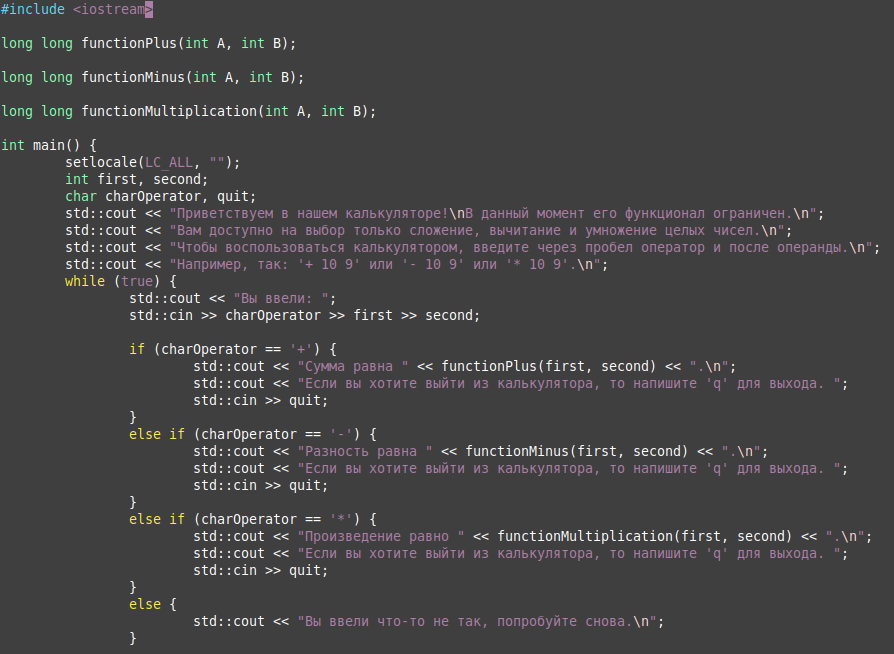 #include <iostream>
long long functionPlus(int A, int B);
long long functionMinus(int A, int B);
long long functionMultiplication(int A, int B);
int main() {
setlocale(LC_ALL, "");
int first, second;
char charOperator, quit;
std::cout << "Приветствуем в нашем калькуляторе!\nВ данный момент его функционал ограничен.\n";
std::cout << "Вам доступно на выбор только сложение, вычитание и умножение целых чисел.\n";
std::cout << "Чтобы воспользоваться калькулятором, введите через пробел оператор и после операнды.\n";
std::cout << "Например, так: '+ 10 9' или '- 10 9' или '* 10 9'.\n";
while (true) {
std::cout << "Вы ввели: ";
std::cin >> charOperator >> first >> second;
if (charOperator == '+') {
std::cout << "Сумма равна " << functionPlus(first, second) << ".\n";
std::cout << "Если вы хотите выйти из калькулятора, то напишите 'q' для выхода. ";
std::cin >> quit;
}
else if (charOperator == '-') {
std::cout << "Разность равна " << functionMinus(first, second) << ".\n";
std::cout << "Если вы хотите выйти из калькулятора, то напишите 'q' для выхода. ";
std::cin >> quit;
}
else if (charOperator == '*') {
std::cout << "Произведение равно " << functionMultiplication(first, second) << ".\n";
std::cout << "Если вы хотите выйти из калькулятора, то напишите 'q' для выхода. ";
std::cin >> quit;
}
else {
std::cout << "Вы ввели что-то не так, попробуйте снова.\n";
}